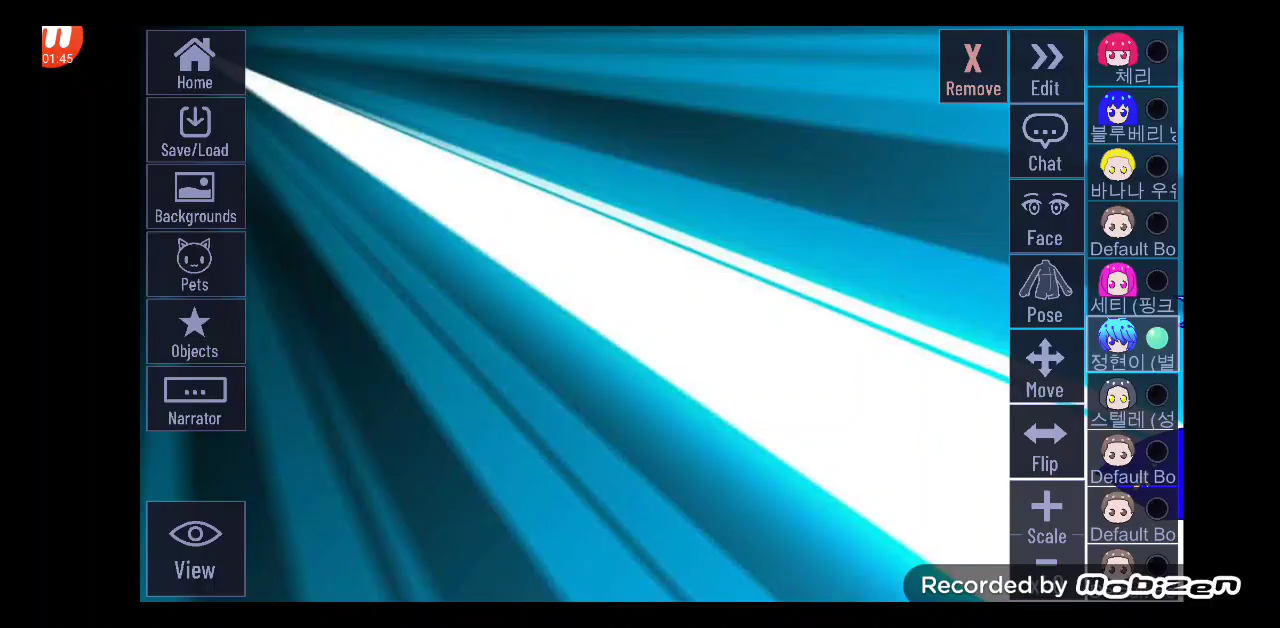 01:45
Home
Save/Load
Backgrounds
Pets
Objects
Narrator
View
X
Remove
Edit
Chat
Face
Pose
Move
Flip
Scale
체리
블루베리
바나나 우유
Default Bo
세티 (핑크
정현이 (별
스텔레 (성
Default Bo
Default Bo
Recorded by Mobizen